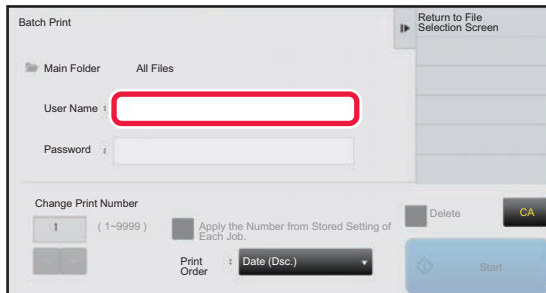 Batch Print
Return to File
Selection Screen
Main Folder
All Files
User Name :
Password :
Change Print Number
1
( 1~9999 )
Apply the Number from Stored Setting of
Each Job.
Delete
CA
Print
Order :
Date (Dsc.)
Start